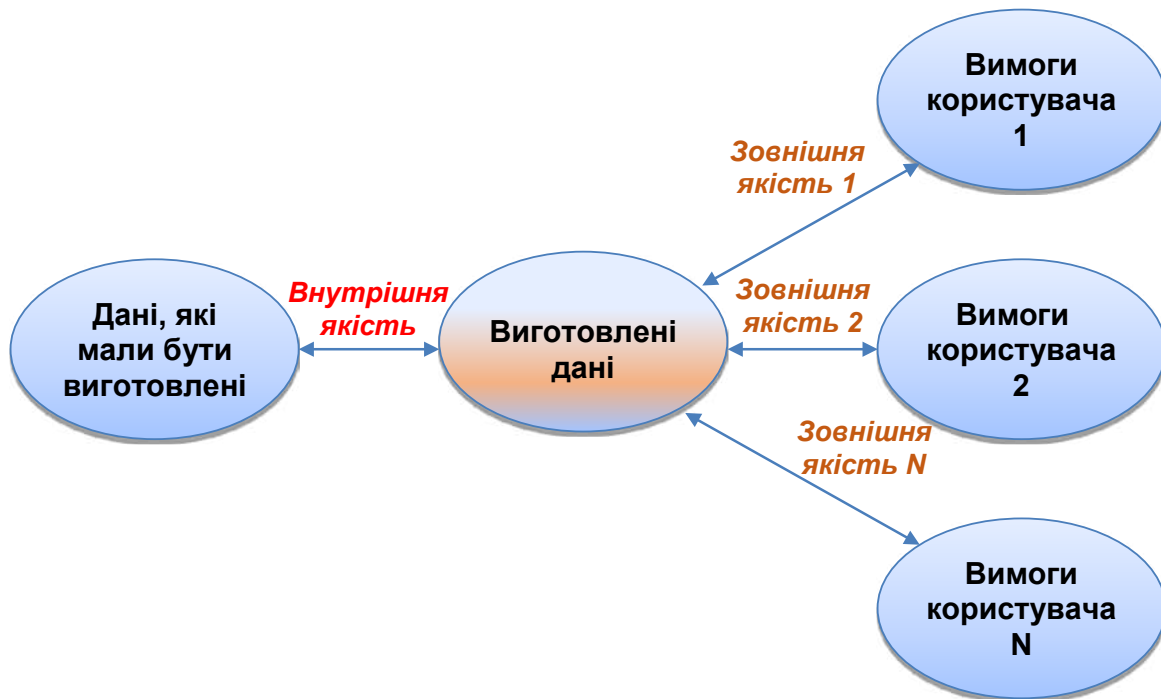 Вимоги
користувача
1
Зовнішня
якість 1
Дані, які
мали бути
виготовлені
Внутрішня
якість
Виготовлені
дані
Зовнішня
якість 2
Вимоги
користувача
2
Зовнішня
якість N
Вимоги
користувача
N